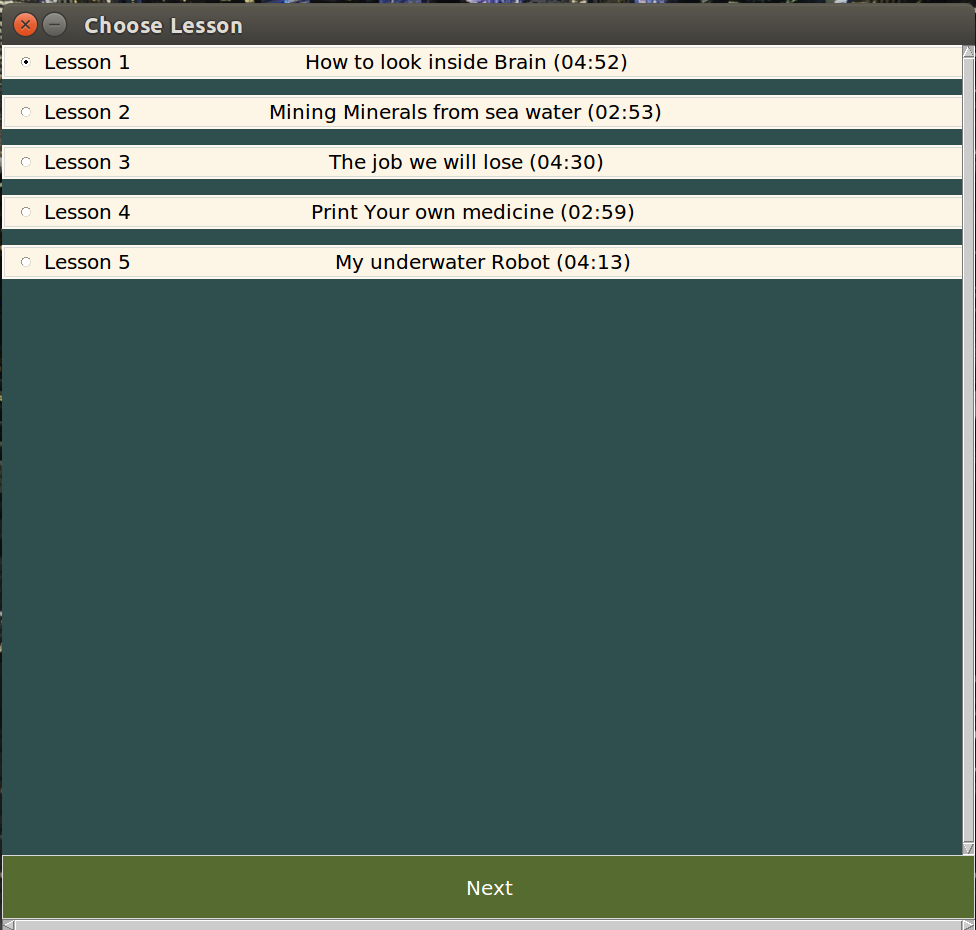 Choose Lesson
Lesson 1 How to look inside Brain (04:52)
Lesson 2 Mining Minerals from sea water (02:53)
Lesson 3 The job we will lose (04:30)
Lesson 4 Print Your own medicine (02:59)
Lesson 5 My underwater Robot (04:13)
Next